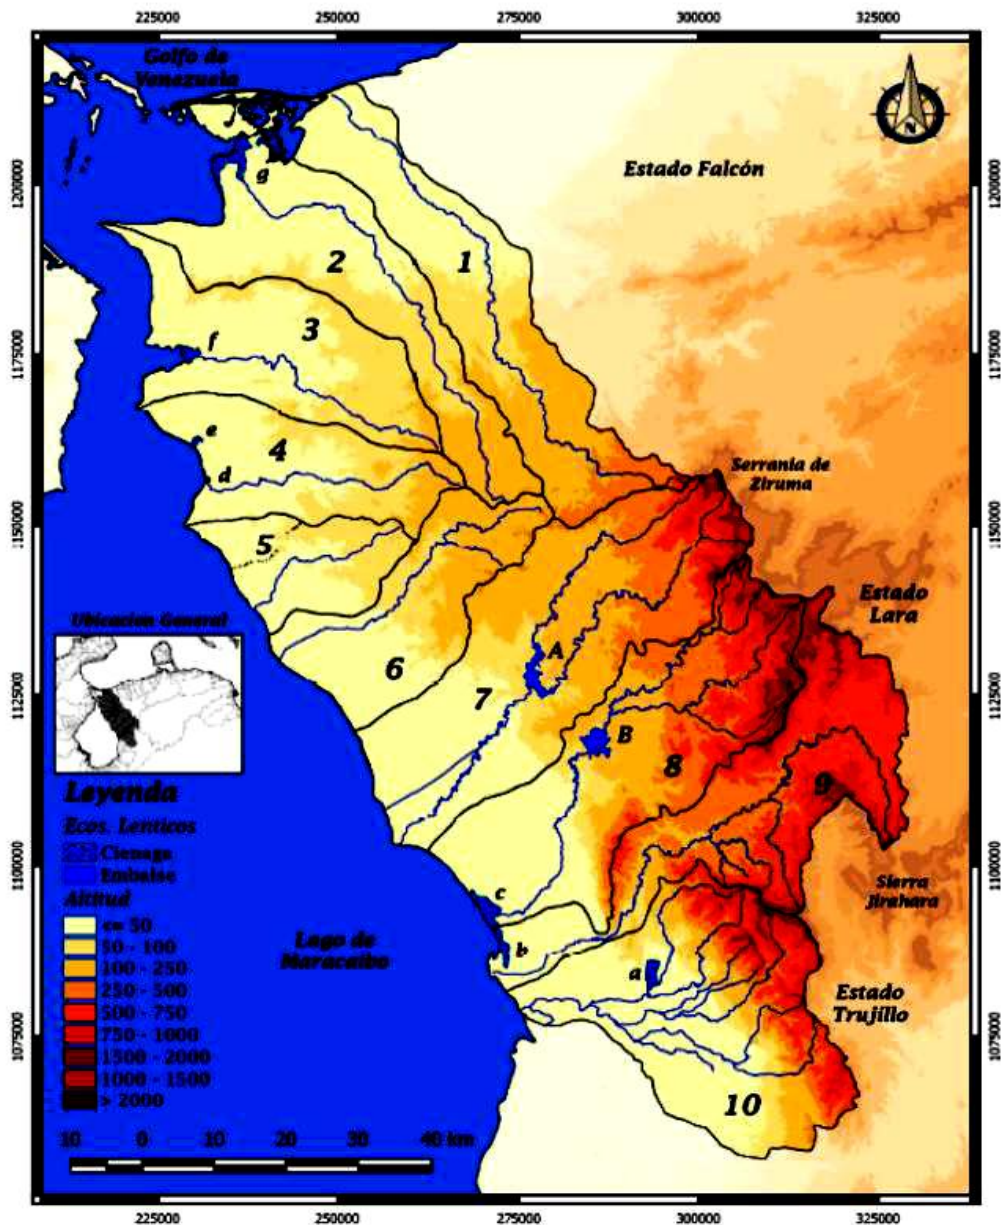 225000 250000 275000 300000 325000
Golfo de
Venezuela
N
Estado Falcón
1200000 1200000
g
2
1
3
f
1175000 1175000
e
4
d
Serrania de
Ziruma
1150000 1150000
5
Estado
Lara
Ubicacion General
6
A
7
1125000 1125000
B
8
9
Leyenda
Ecos. Lenticos
Cienaga
Embalse
Altitud
<= 50
50 - 100
100 - 250
250 - 500
500 - 750
750 - 1000
1500 - 2000
1000 - 1500
> 2000
1100000 1100000
Sierra
Jirahara
c
Lago de
Maracaibo
b
a
Estado
Trujillo
1075000 1075000
10
10 0 10 20 30 40 km
225000 250000 275000 300000 325000